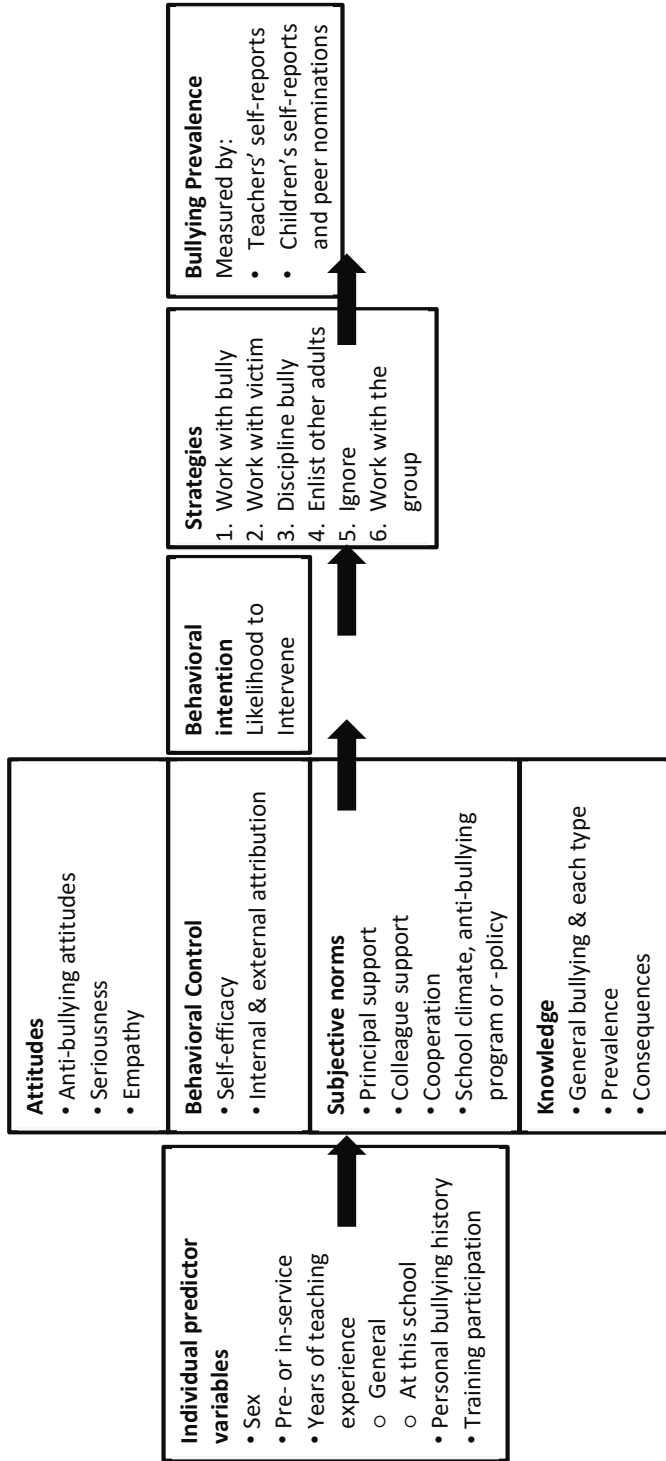 Individual predictor
variables
• Sex
• Pre- or in-service
• Years of teaching
experience
○ General
○ At this school
• Personal bullying history
• Training participation
Attitudes
• Anti-bullying attitudes
• Seriousness
• Empathy
Behavioral Control
• Self-efficacy
• Internal & external attribution
Subjective norms
• Principal support
• Colleague support
• Cooperation
• School climate, anti-bullying
program or -policy
Knowledge
• General bullying & each type
• Prevalence
• Consequences
Behavioral
intention
Likelihood to
Intervene
Strategies
1. Work with bully
2. Work with victim
3. Discipline bully
4. Enlist other adults
5. Ignore
6. Work with the
group
Bullying Prevalence
Measured by:
• Teachers’ self-reports
• Children’s self-reports
and peer nominations